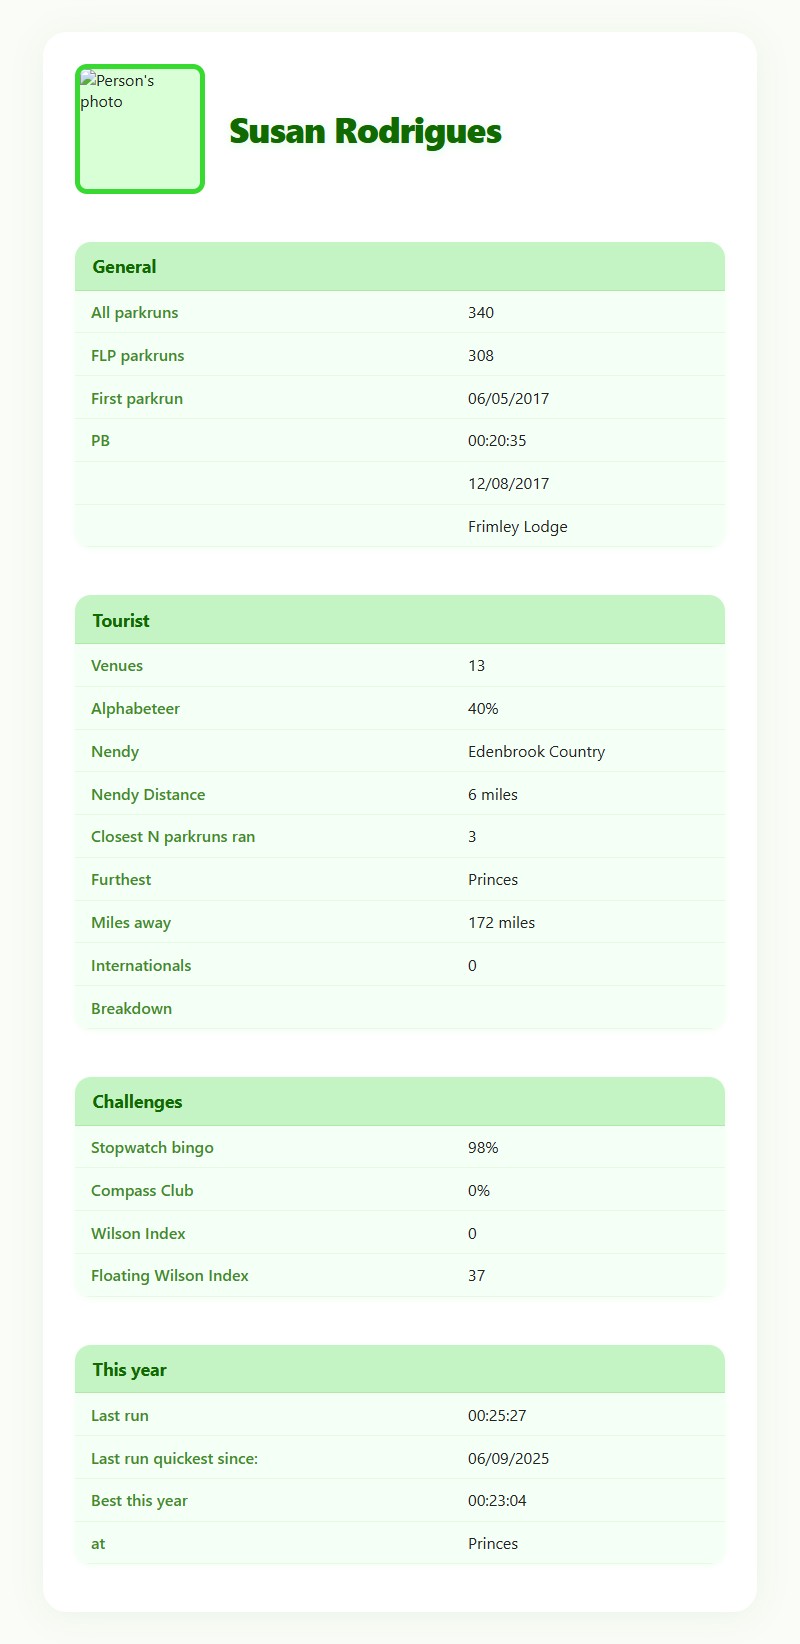 Person's
photo
Susan Rodrigues
General
All parkruns 340
FLP parkruns 308
First parkrun 06/05/2017
PB 00:20:35
12/08/2017
Frimley Lodge
Tourist
Venues 13
Alphabeteer 40%
Nendy Edenbrook Country
Nendy Distance 6 miles
Closest N parkruns ran 3
Furthest Princes
Miles away 172 miles
Internationals 0
Breakdown
Challenges
Stopwatch bingo 98%
Compass Club 0%
Wilson Index 0
Floating Wilson Index 37
This year
Last run 00:25:27
Last run quickest since: 06/09/2025
Best this year 00:23:04
at Princes